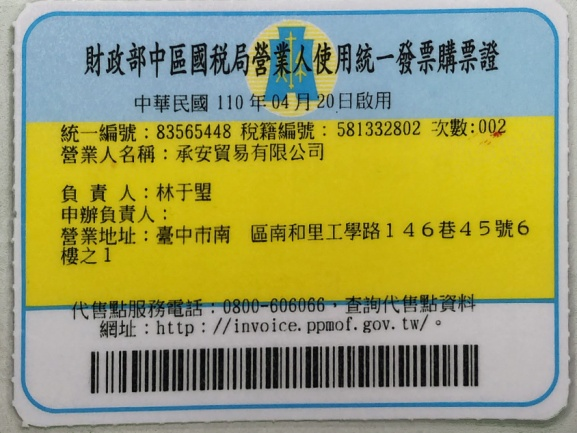 財政部中區國稅局營業人使用統一發票購票證
中華民國 110 年 04 月 20日啟用
統一編號：83565448 稅籍編號：581332802 次數:002
營業人名稱：承安貿易有限公司
負 責 人：林于瑿
申辦負責人：
營業地址：臺中市南　區南和里工學路１４６巷４５號６
樓之１
代售點服務電話：0800-606066，查詢代售點資料
網址：http：//invoice.ppmof.gov.tw/。